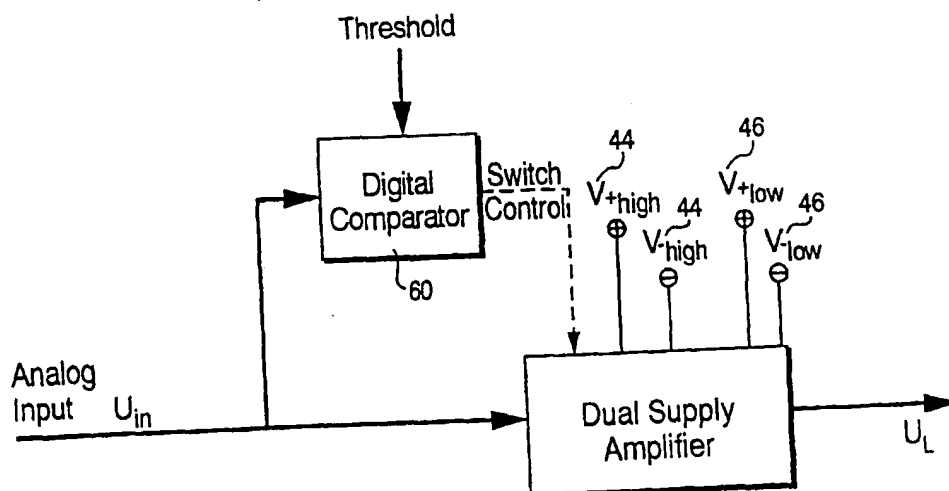 Threshold
Digital
Comparator
60
Switch
Control
44
V+high
44
V-high
46
V+low
46
V-low
Analog
Input Uin
Dual Supply
Amplifier
UL